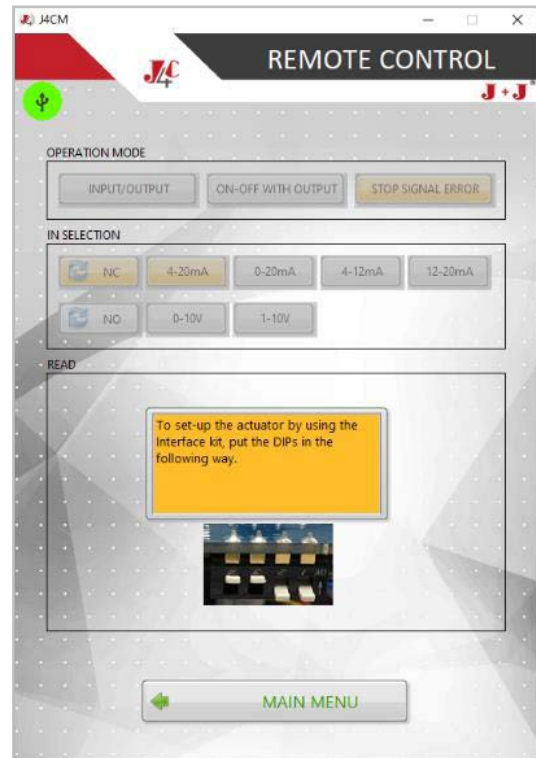 J4CM
J4C
REMOTE CONTROL
J+J
OPERATION MODE
INPUT/OUTPUT ON-OFF WITH OUTPUT STOP SIGNAL ERROR
IN SELECTION
NC 4-20mA 0-20mA 4-12mA 12-20mA
NO 0-10V 1-10V
READ
To set-up the actuator by using the
Interface kit, put the DIPs in the
following way.
MAIN MENU